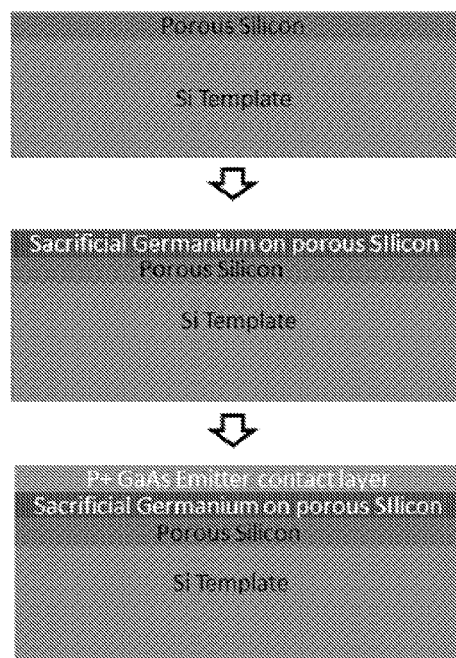 Porous Silicon
Si Template
Sacrificial Germanium on porous SIlicon
Porous Silicon
Si Template
P+ GaAs Emitter contact layer
Sacrificial Germanium on porous SIlicon
Porous Silicon
Si Template